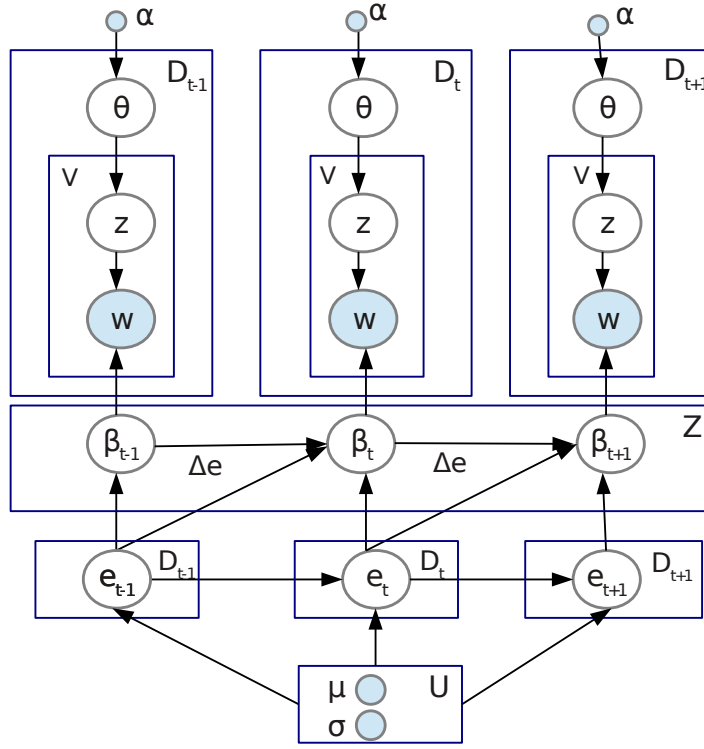 α α α
D_{t-1} D_t D_{t+1}
θ θ θ
V V V
z z z
w w w
Z
β_{t-1} β_t β_{t+1}
Δe Δe
D_{t-1} D_t D_{t+1}
e_{t-1} e_t e_{t+1}
μ U
σ